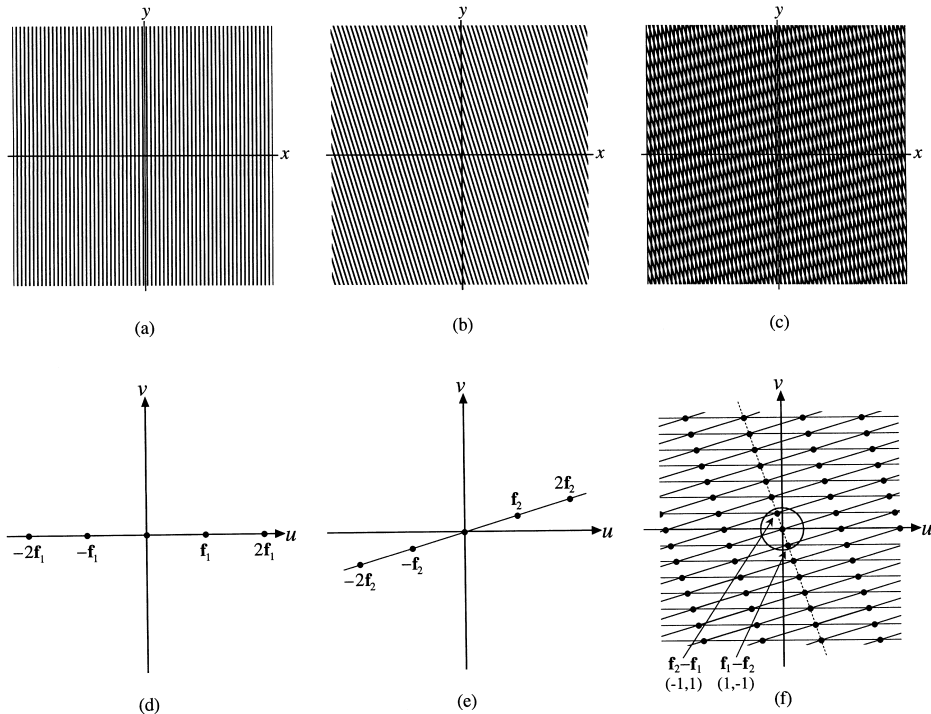 y
x
(a)
y
x
(b)
y
x
(c)
v
u
−2f₁
−f₁
f₁
2f₁
(d)
v
u
2f₂
f₂
−f₂
−2f₂
(e)
v
u
f₂−f₁ f₁−f₂
(-1,1) (1,-1)
(f)